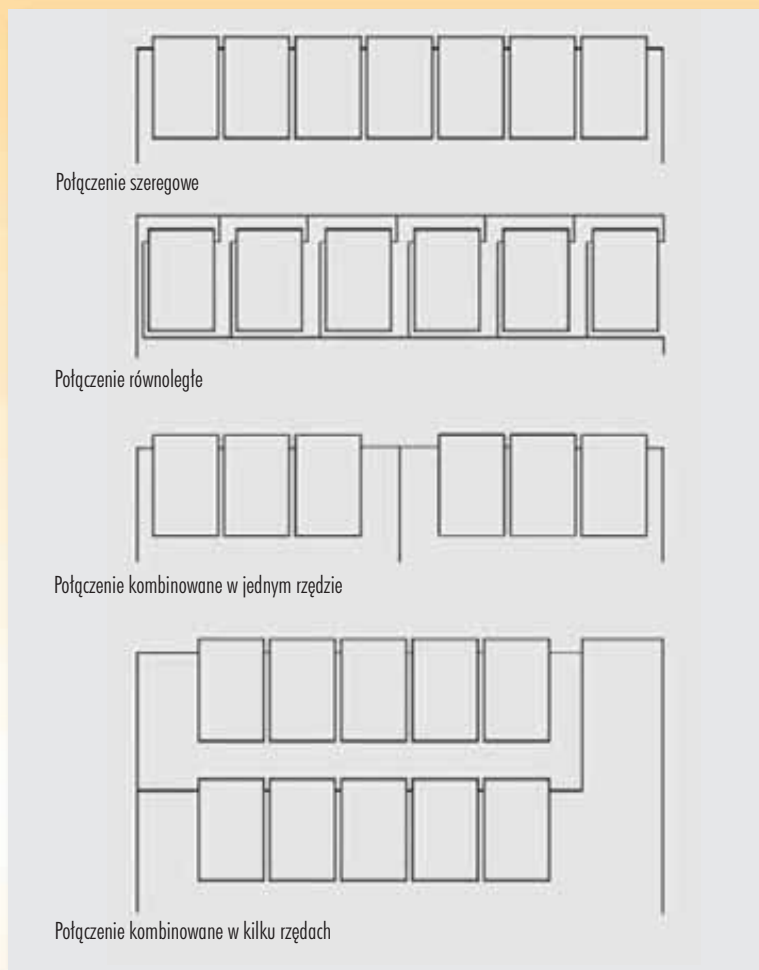 Połączenie szeregowe
Połączenie równoległe
Połączenie kombinowane w jednym rzędzie
Połączenie kombinowane w kilku rzędach